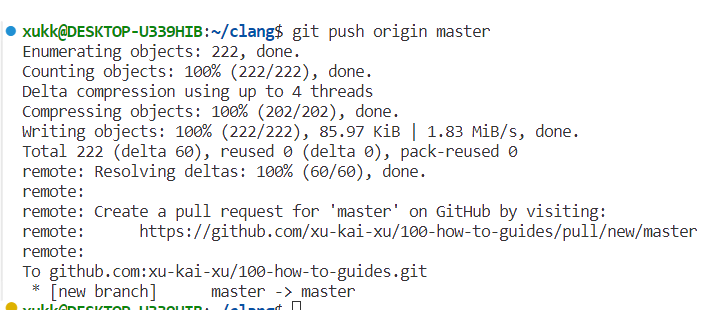 xukk@DESKTOP-U339HIB:~/clang$ git push origin master
Enumerating objects: 222, done.
Counting objects: 100% (222/222), done.
Delta compression using up to 4 threads
Compressing objects: 100% (202/202), done.
Writing objects: 100% (222/222), 85.97 KiB | 1.83 MiB/s, done.
Total 222 (delta 60), reused 0 (delta 0), pack-reused 0
remote: Resolving deltas: 100% (60/60), done.
remote:
remote: Create a pull request for 'master' on GitHub by visiting:
remote:      https://github.com/xu-kai-xu/100-how-to-guides/pull/new/master
remote:
To github.com:xu-kai-xu/100-how-to-guides.git
 * [new branch]      master -> master
xukk@DESKTOP-U339HIB:~/clang$